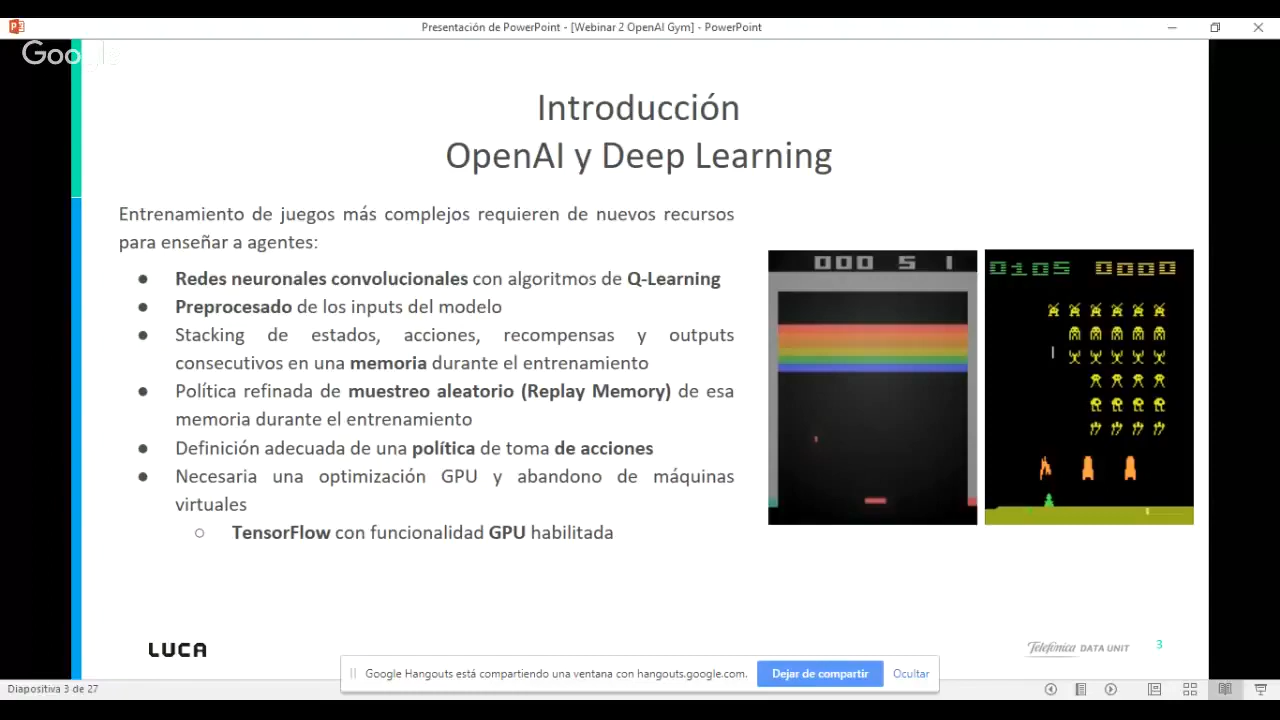 Presentación de PowerPoint - [Webinar 2 OpenAI Gym] - PowerPoint
Google
Introducción
OpenAI y Deep Learning
Entrenamiento de juegos más complejos requieren de nuevos recursos
para enseñar a agentes:
● Redes neuronales convolucionales con algoritmos de Q-Learning
● Preprocesado de los inputs del modelo
● Stacking de estados, acciones, recompensas y outputs
consecutivos en una memoria durante el entrenamiento
● Política refinada de muestreo aleatorio (Replay Memory) de esa
memoria durante el entrenamiento
● Definición adecuada de una política de toma de acciones
● Necesaria una optimización GPU y abandono de máquinas
virtuales
○ TensorFlow con funcionalidad GPU habilitada
000 5 1
0105 0000
LUCA
Telefónica DATA UNIT
3
Google Hangouts está compartiendo una ventana con hangouts.google.com.
Dejar de compartir
Ocultar
Diapositiva 3 de 27